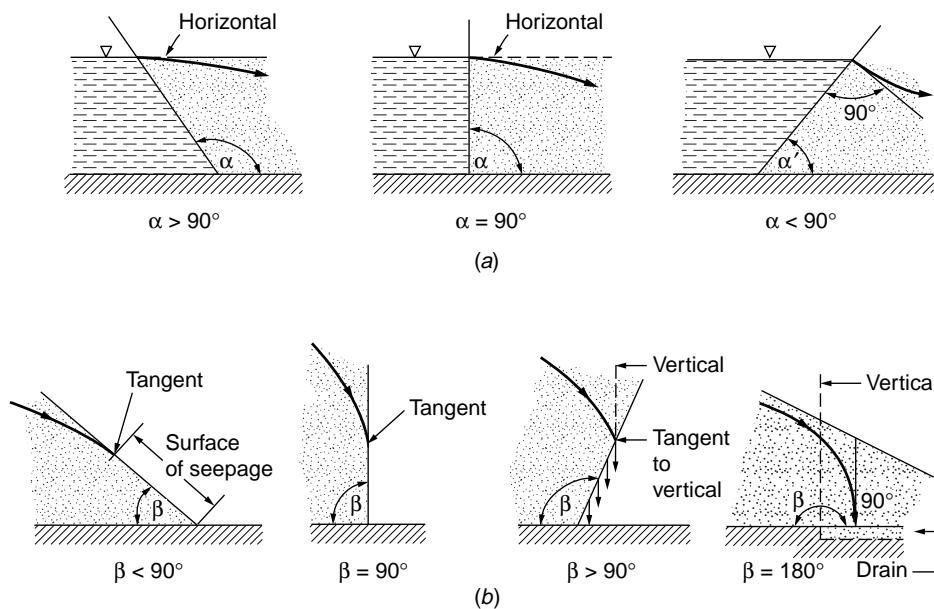 Horizontal
Horizontal
α
α
90°
α′
α > 90°
α = 90°
α < 90°
(a)
Tangent
Surface
of seepage
β
Tangent
β
Vertical
Tangent
to
vertical
β
Vertica
β
90°
Drain
β < 90°
β = 90°
β > 90°
β = 180°
(b)